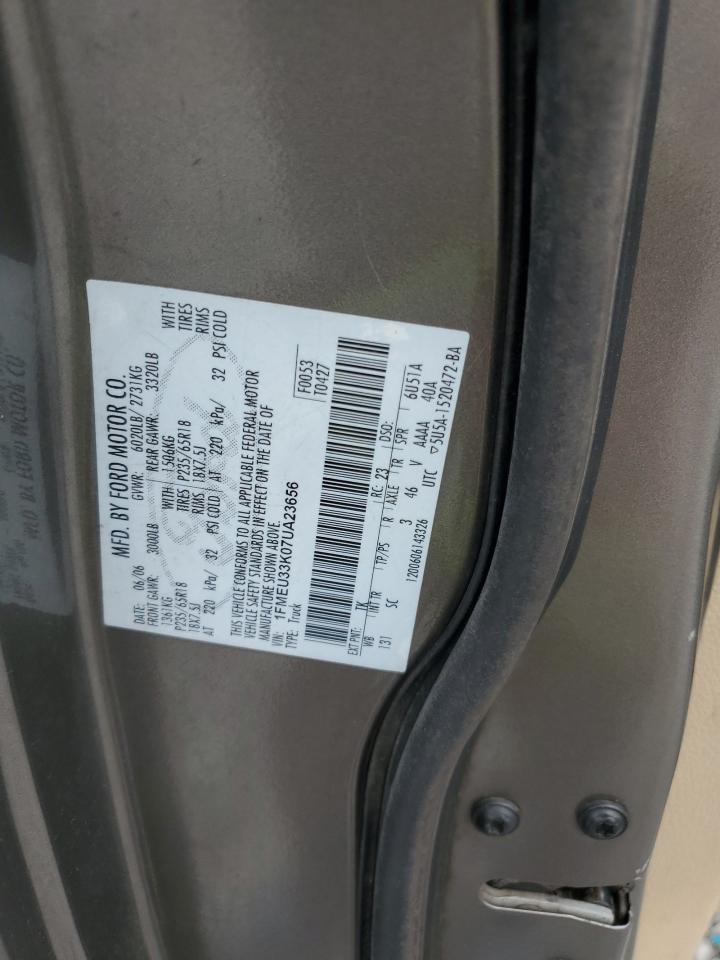 MFD. BY FORD MOTOR CO.
DATE: 06/06 GVWR: 6020LB/2731KG
FRONT GAWR: 3000LB REAR GAWR: 3320LB
1361KG WITH 1506KG WITH
P235/65R18 TIRES P235/65R18 TIRES
18X7.5J RIMS 18X7.5J RIMS
AT 220 kPa/ 32 PSI COLD AT 220 kPa/ 32 PSI COLD
THIS VEHICLE CONFORMS TO ALL APPLICABLE FEDERAL MOTOR
VEHICLE SAFETY STANDARDS IN EFFECT ON THE DATE OF
MANUFACTURE SHOWN ABOVE.
VIN: 1FMEU33K07UA23656
TYPE: Truck
F0053
T0427
EXT PNT: TK RC: 23 DSO:
WB INT TR TP/PS R AXLE TR SPR 6U51A
131 SC 3 46 V AAAA 40A
1200606143326 UTC ▽5U5A-1520472-BA